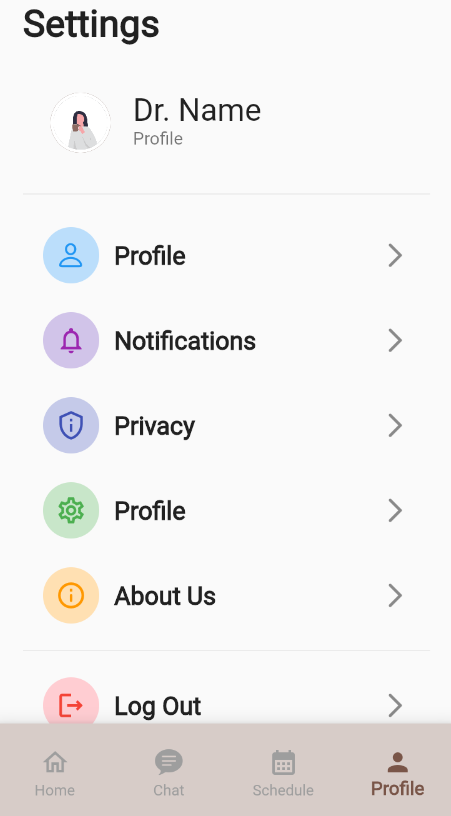 Settings
Dr. Name
Profile
Profile
Notifications
Privacy
Profile
About Us
Log Out
Home Chat Schedule Profile